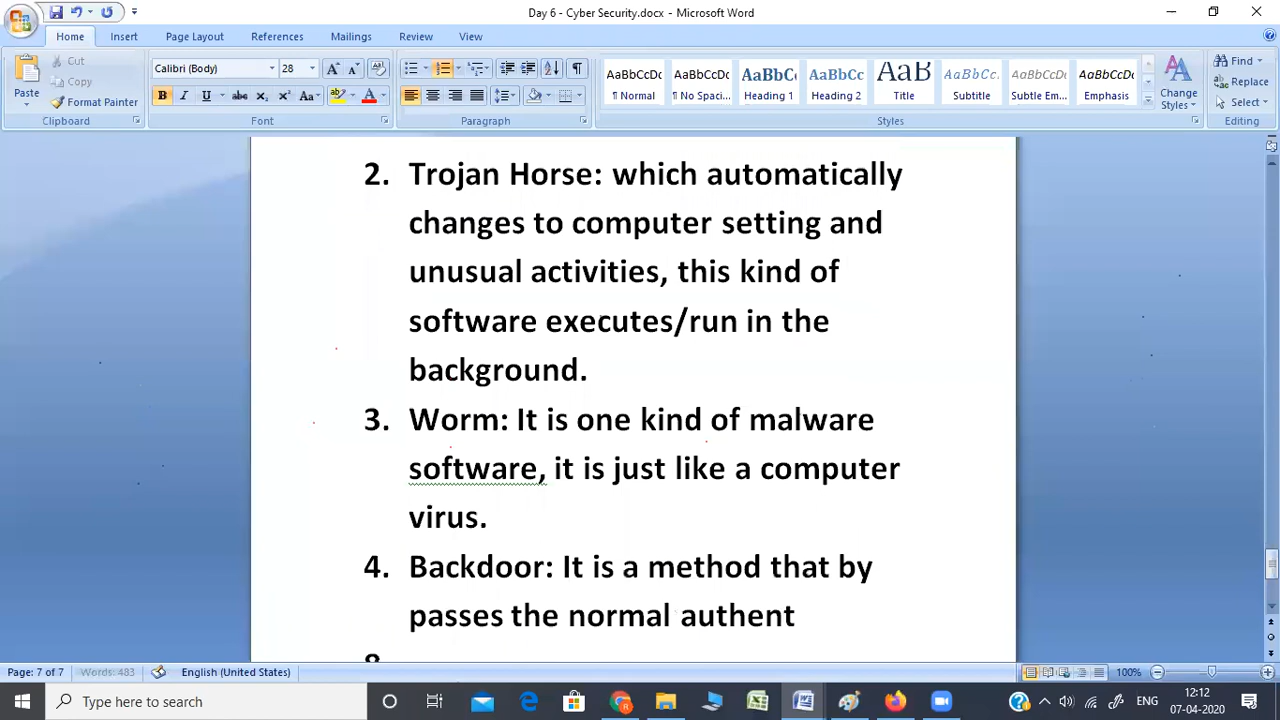 Day 6 - Cyber Security.docx - Microsoft Word
Home Insert Page Layout References Mailings Review View
Cut
Copy
Paste
Format Painter
Clipboard
Calibri (Body) 28
B I U abc x₂ x² Aa
Font
Paragraph
AaBbCcDc AaBbCcDc AaBbC AaBbCc AaB AaBbCc. AaBbCcDc AaBbCcDc
¶ Normal ¶ No Spaci... Heading 1 Heading 2 Title Subtitle Subtle Em... Emphasis
Change
Styles
Styles
Find
Replace
Select
Editing
2. Trojan Horse: which automatically
changes to computer setting and
unusual activities, this kind of
software executes/run in the
background.
3. Worm: It is one kind of malware
software, it is just like a computer
virus.
4. Backdoor: It is a method that by
passes the normal authent
Page: 7 of 7 Words: 483 English (United States) 100%
Type here to search
ENG
12:12
07-04-2020